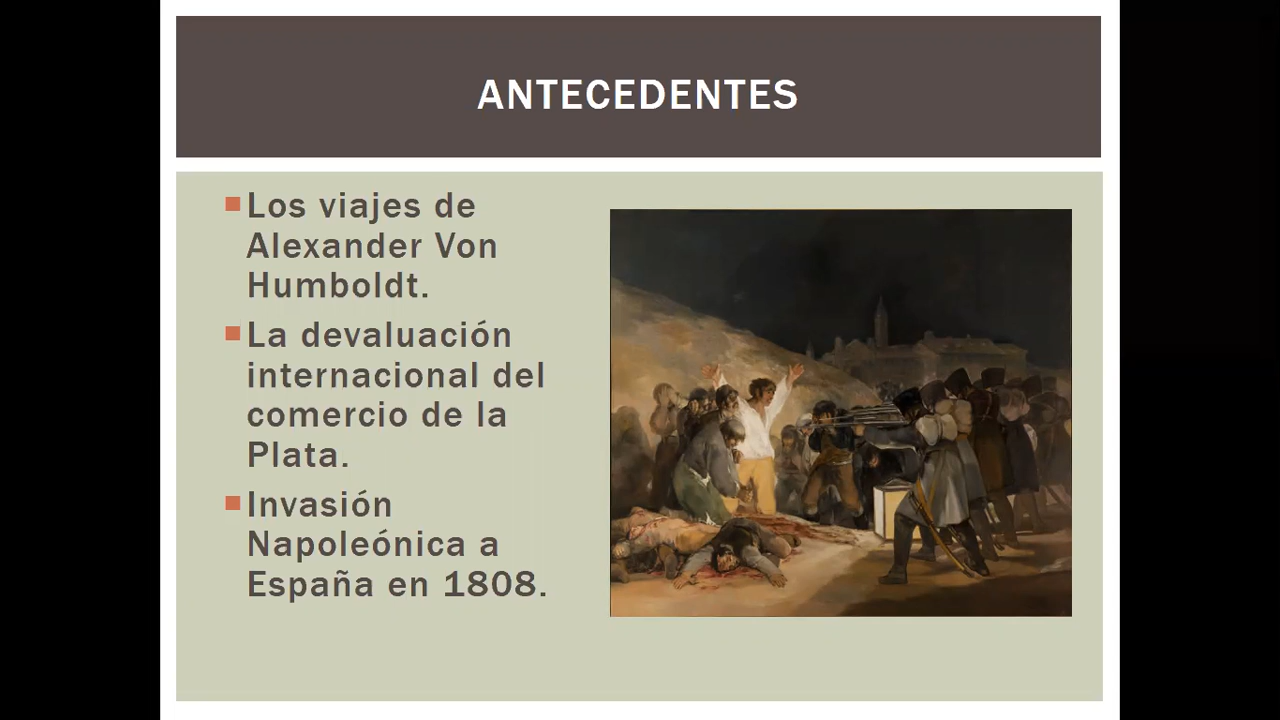 ANTECEDENTES
Los viajes de
Alexander Von
Humboldt.
La devaluación
internacional del
comercio de la
Plata.
Invasión
Napoleónica a
España en 1808.